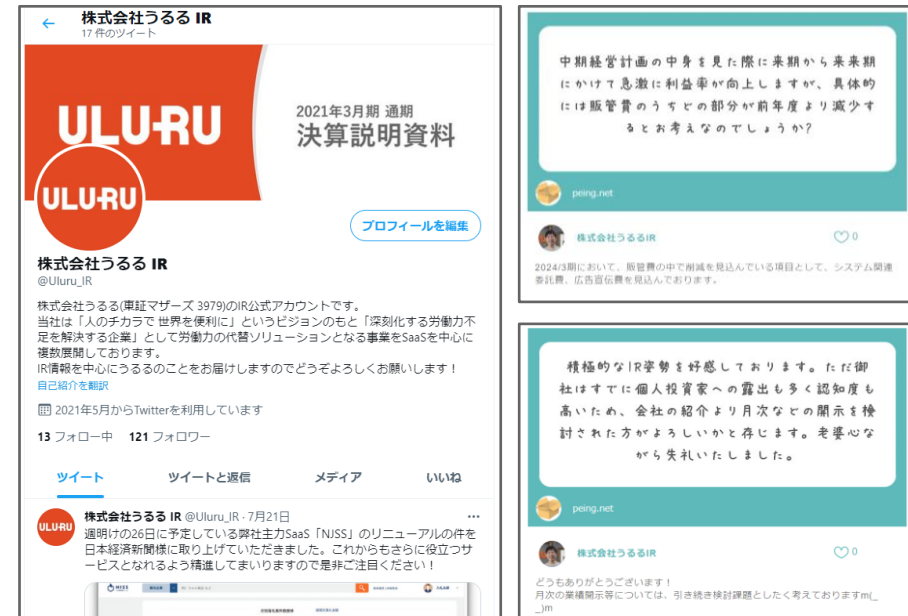 株式会社うるる IR
17 件のツイート
ULURU
2021年3月期 通期
決算説明資料
ULURU
プロフィールを編集
株式会社うるる IR
@Uluru_IR
株式会社うるる(東証マザーズ 3979)のIR公式アカウントです。
当社は「人のチカラで 世界を便利に」というビジョンのもと「深刻化する労働力不
足を解決する企業」として労働力の代替ソリューションとなる事業をSaaSを中心に
複数展開しております。
IR情報を中心にうるるのことをお届けしますのでどうぞよろしくお願いします！
自己紹介を翻訳
2021年5月からTwitterを利用しています
13 フォロー中 121 フォロワー
ツイート ツイートと返信 メディア いいね
ULURU
株式会社うるる IR @Uluru_IR · 7月21日
週明けの26日に予定している弊社主力SaaS「NJSS」のリニューアルの件を
日本経済新聞様に取り上げていただきました。これからもさらに役立つサ
ービスとなれるよう精進してまいりますので是非ご注目ください！
NJSS
中期経営計画の中身を見た際に来期から来来期
にかけて急激に利益率が向上しますが、具体的
には販管費のうちどの部分が前年度より減少す
るとお考えなのでしょうか?
peing.net
株式会社うるるIR
0
2024/3期において、販管費の中で削減を見込んでいる項目として、システム関連
委託費、広告宣伝費を見込んでおります。
積極的なIR姿勢を好感しております。ただ御
社はすでに個人投資家への露出も多く認知度も
高いため、会社の紹介より月次などの開示を検
討された方がよろしいかと存じます。老婆心な
がら失礼いたしました。
peing.net
株式会社うるるIR
0
どうもありがとうございます！
月次の業績開示等については、引き続き検討課題としたく考えておりますm(_
_)m